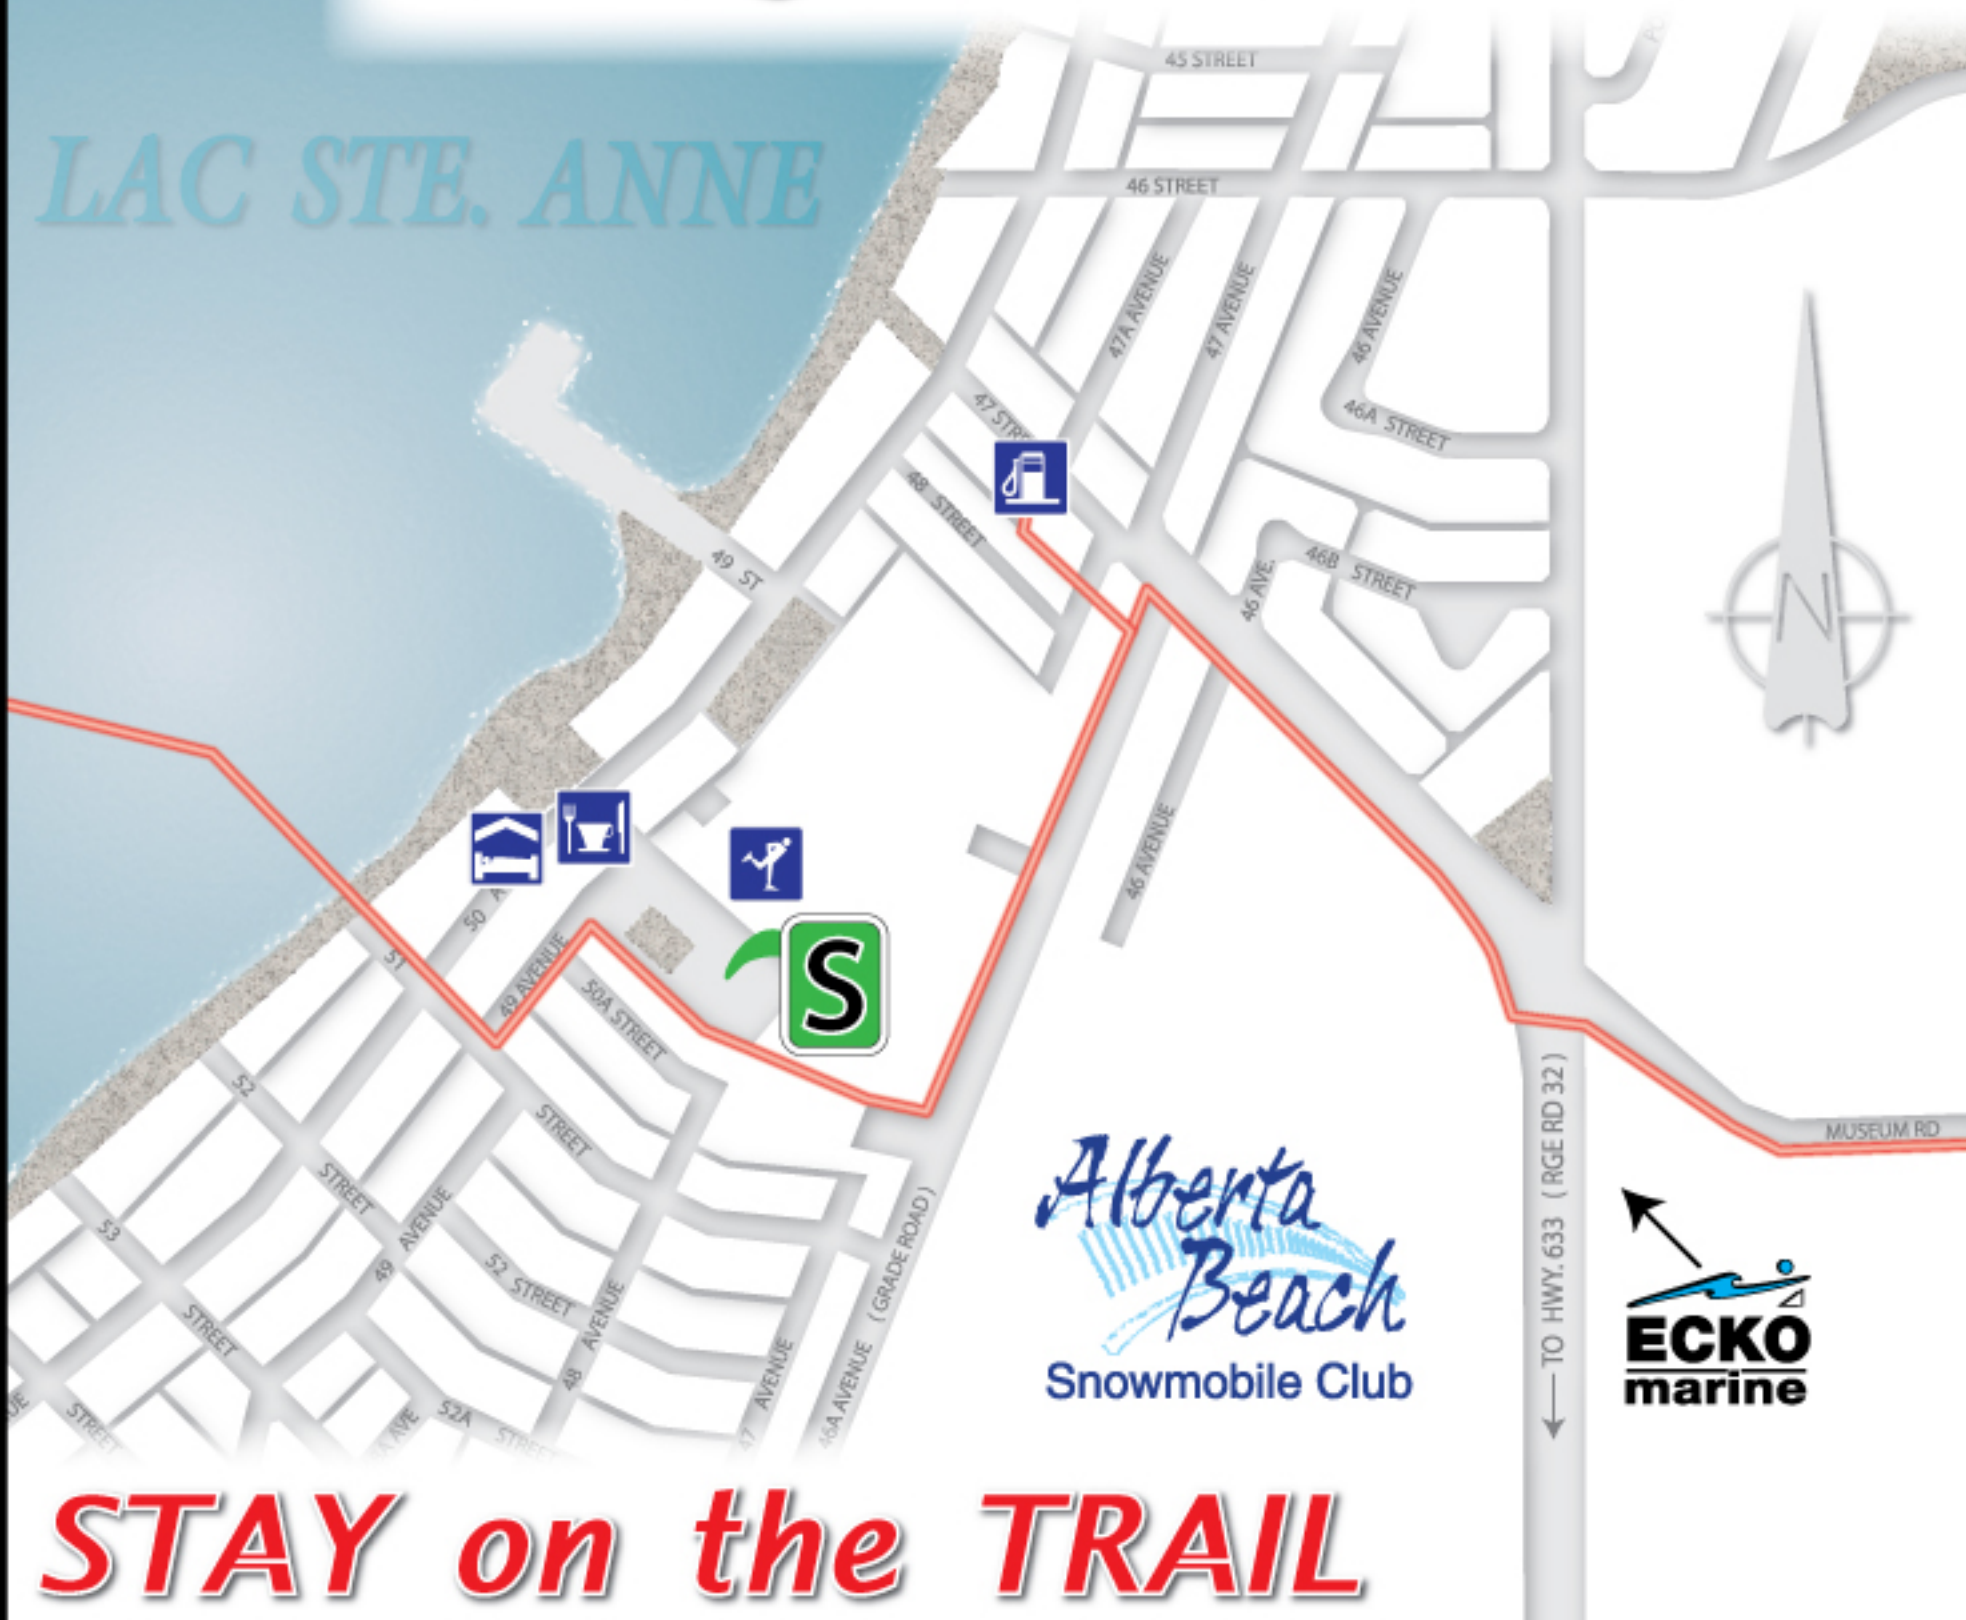 45 STREET
LAC STE. ANNE
46 STREET
47A AVENUE
47 AVENUE
46 AVENUE
46A STREET
47
48 STREET
49 ST
46B STREET
46 AVE.
N
46 AVENUE
50
S
49 AVENUE
51
50A STREET
52
STREET
MUSEUM RD
STREET
TO HWY. 633 ( RGE RD 32 )
53
49 AVENUE
52 STREET
46A AVENUE ( GRADE ROAD )
Alberta
Beach
Snowmobile Club
ECKO
marine
STREET
48 AVENUE
47 AVENUE
STREET
AVE
52A
STREET
STAY on the TRAIL